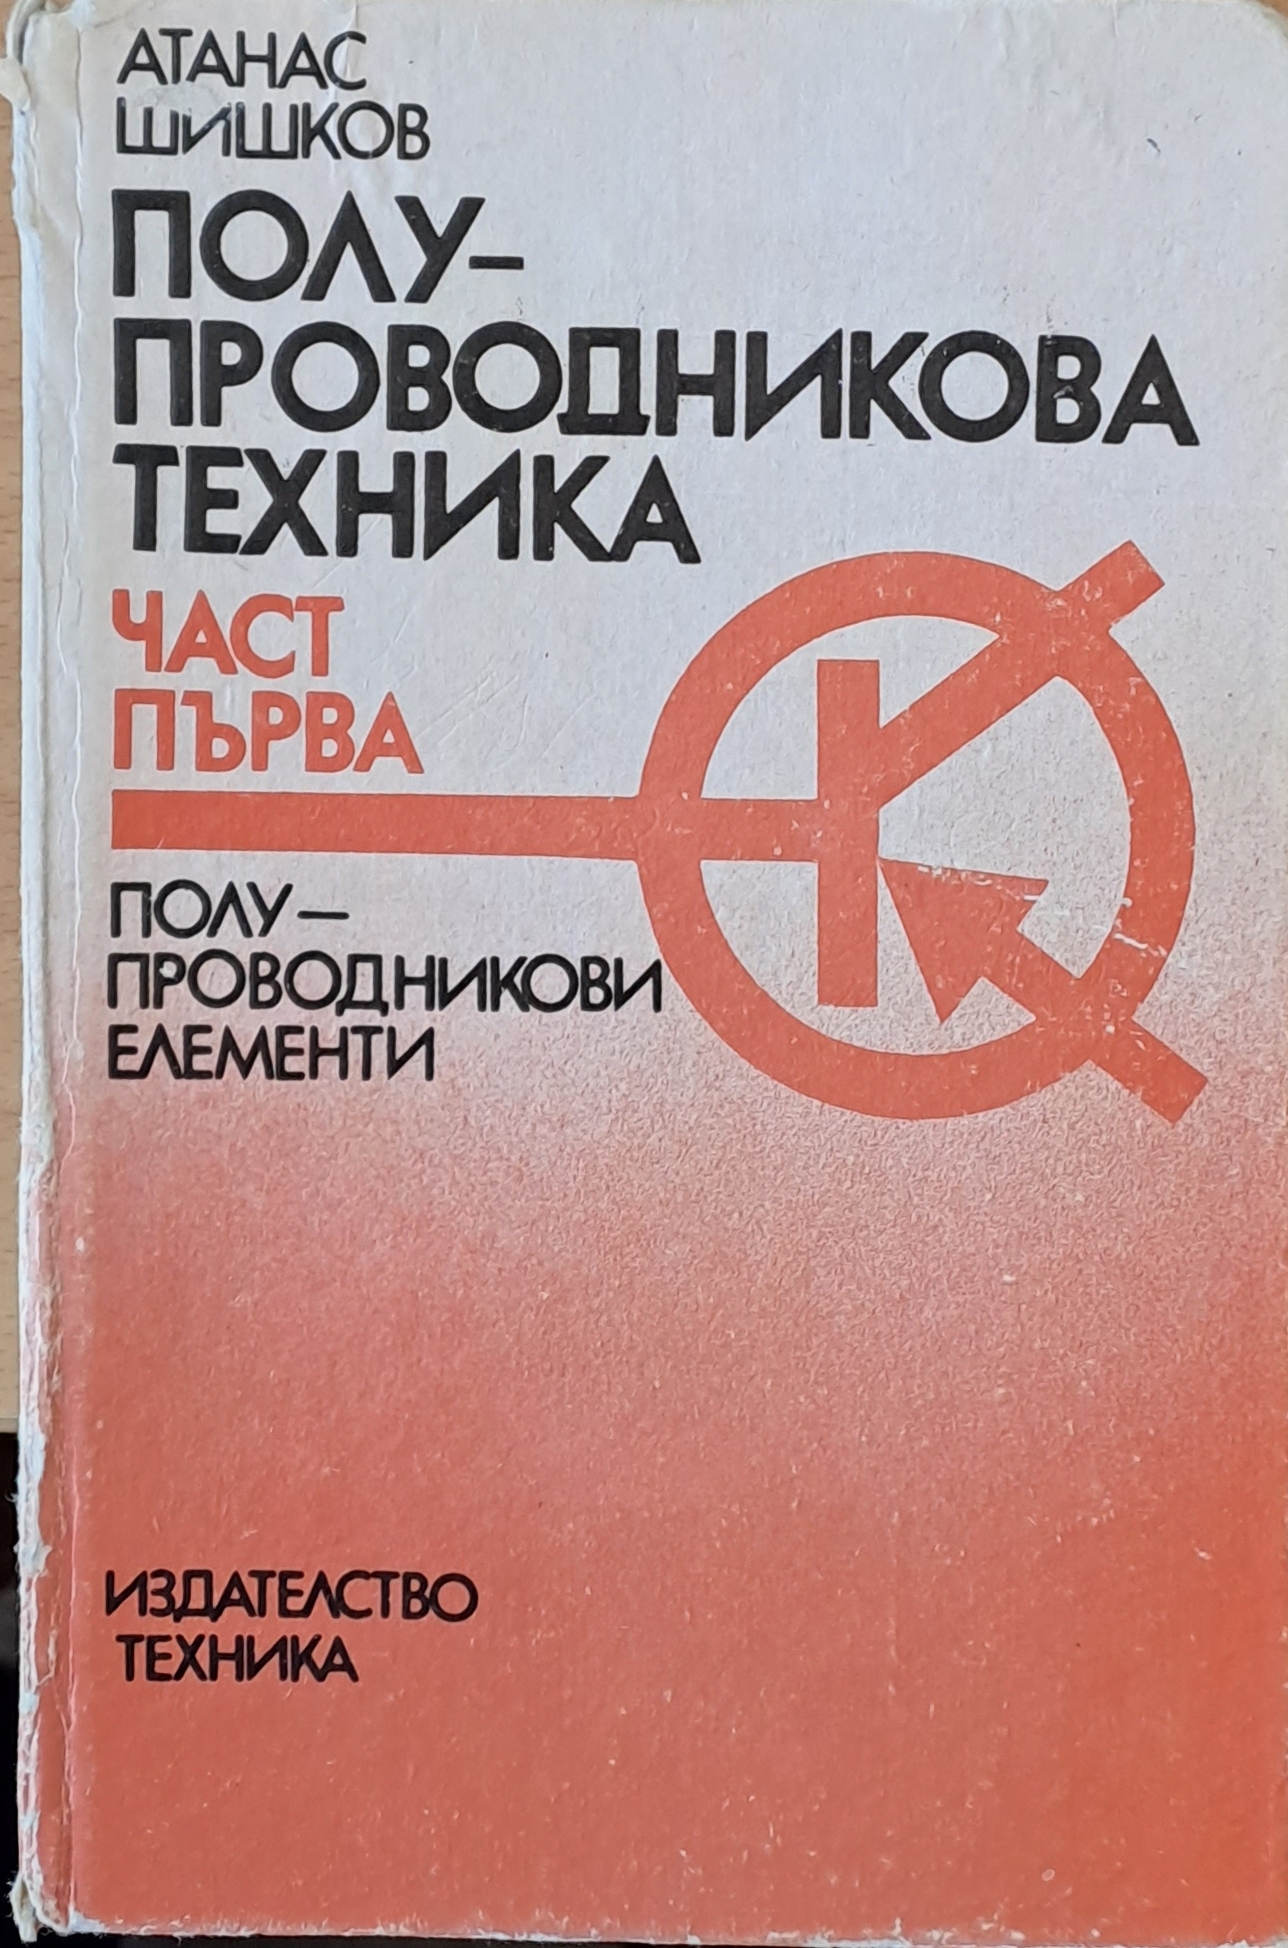 АТАНАС
ШИШКОВ
ПОЛУ-
ПРОВОДНИКОВА
ТЕХНИКА
ЧАСТ
ПЪРВА
ПОЛУ-
ПРОВОДНИКОВИ
ЕЛЕМЕНТИ
ИЗДАТЕЛСТВО
ТЕХНИКА